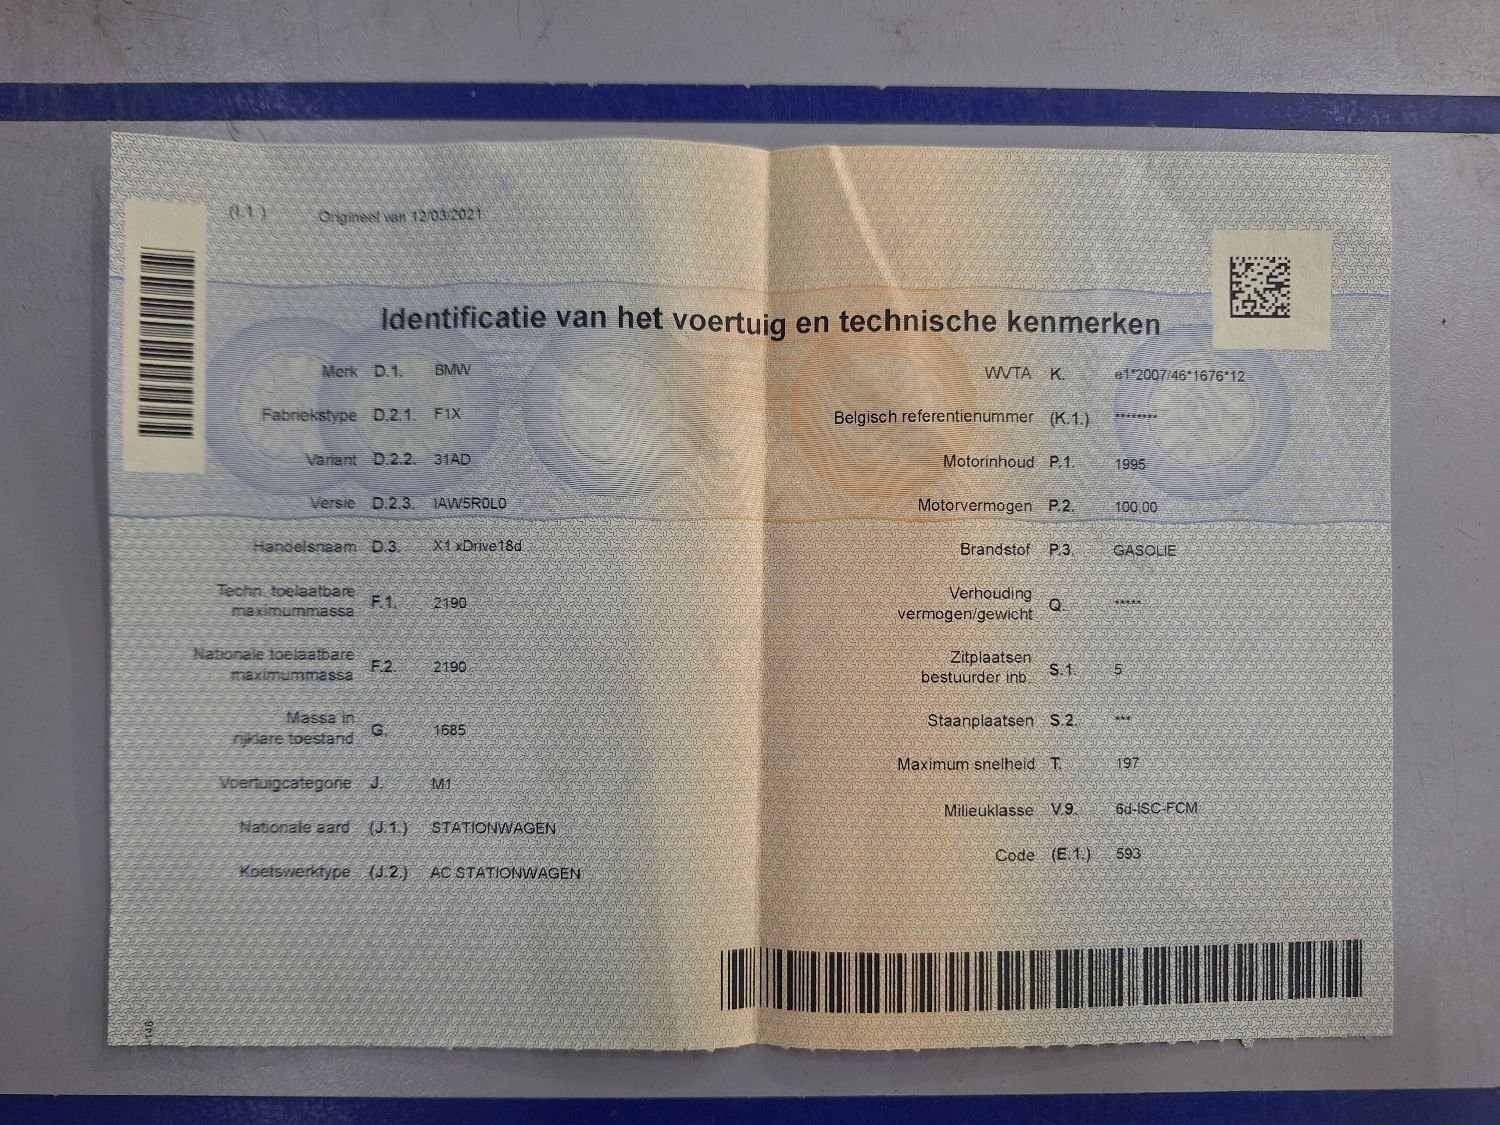 (I.1.) Origineel van 12/03/2021
Identificatie van het voertuig en technische kenmerken
Merk D.1. BMW
Fabriekstype D.2.1. F1X
Variant D.2.2. 31AD
Versie D.2.3. IAW5R0L0
Handelsnaam D.3. X1 xDrive18d
Techn. toelaatbare
maximummassa F.1. 2190
Nationale toelaatbare
maximummassa F.2. 2190
Massa in
rijklare toestand G. 1685
Voertuigcategorie J. M1
Nationale aard (J.1.) STATIONWAGEN
Koetswerktype (J.2.) AC STATIONWAGEN
WVTA K. e1*2007/46*1676*12
Belgisch referentienummer (K.1.) ********
Motorinhoud P.1. 1995
Motorvermogen P.2. 100.00
Brandstof P.3. GASOLIE
Verhouding
vermogen/gewicht Q. *****
Zitplaatsen
bestuurder inb. S.1. 5
Staanplaatsen S.2. ***
Maximum snelheid T. 197
Milieuklasse V.9. 6d-ISC-FCM
Code (E.1.) 593